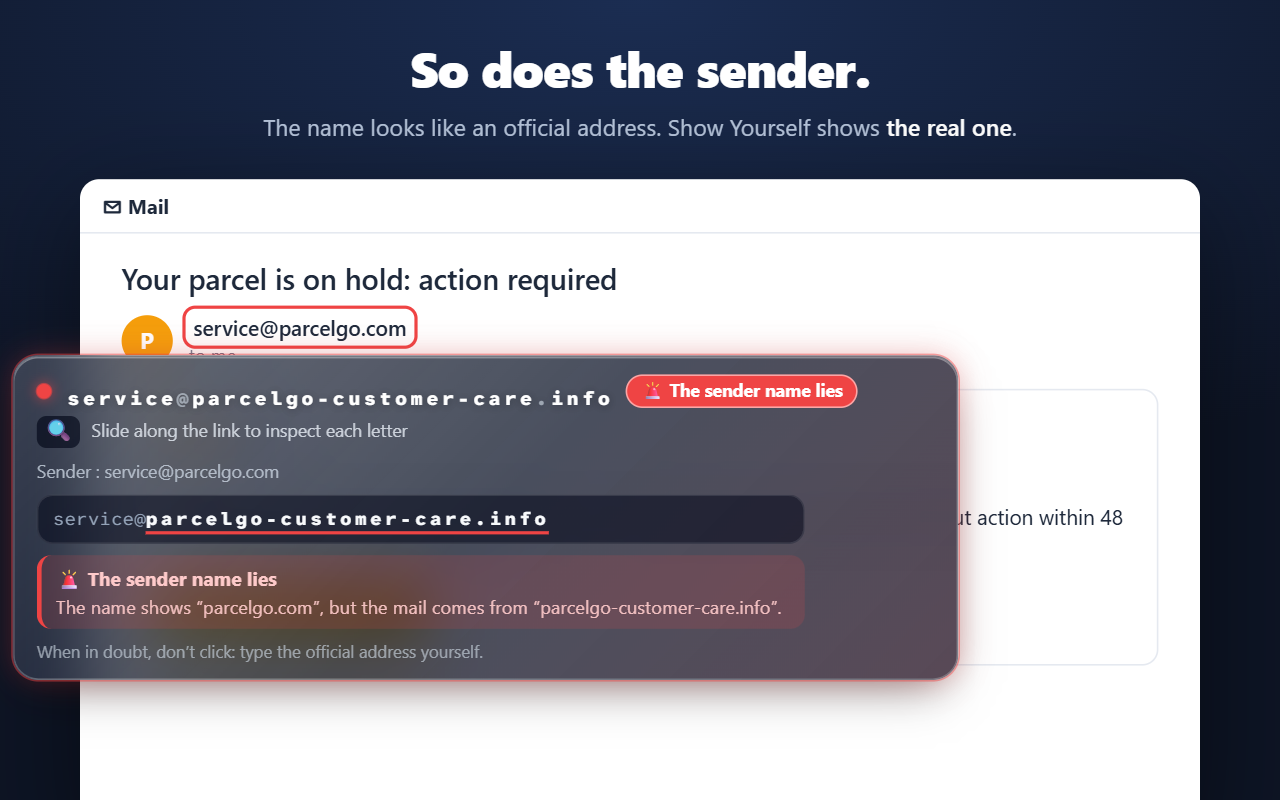 So does the sender.
The name looks like an official address. Show Yourself shows the real one.
Mail
Your parcel is on hold: action required
P
service@parcelgo.com
to me
service@parcelgo-customer-care.info
🚨 The sender name lies
Slide along the link to inspect each letter
Sender : service@parcelgo.com
service@parcelgo-customer-care.info
action within 48
🚨 The sender name lies
The name shows “parcelgo.com”, but the mail comes from “parcelgo-customer-care.info”.
When in doubt, don’t click: type the official address yourself.